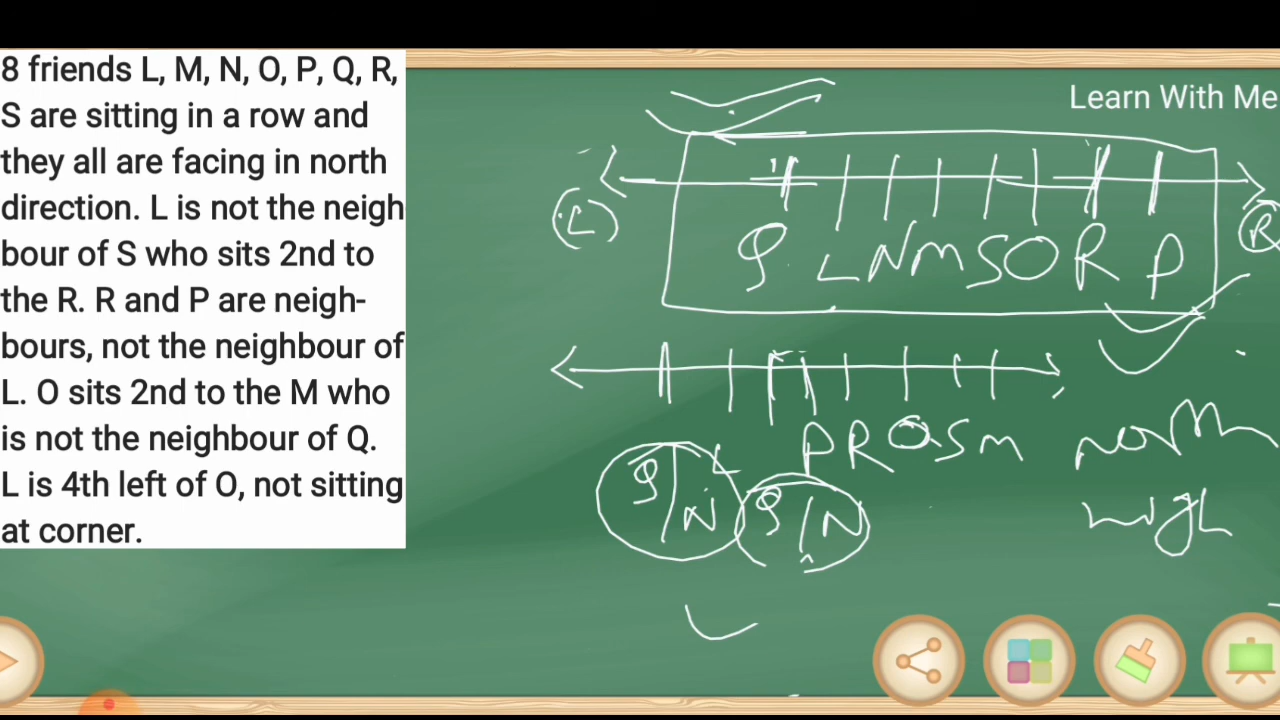 8 friends L, M, N, O, P, Q, R,
S are sitting in a row and
they all are facing in north
direction. L is not the neigh
bour of S who sits 2nd to
the R. R and P are neigh-
bours, not the neighbour of
L. O sits 2nd to the M who
is not the neighbour of Q.
L is 4th left of O, not sitting
at corner.
Learn With Me
L R
Q L N M S O R P
P R O S M
L
Q/N Q/N
north